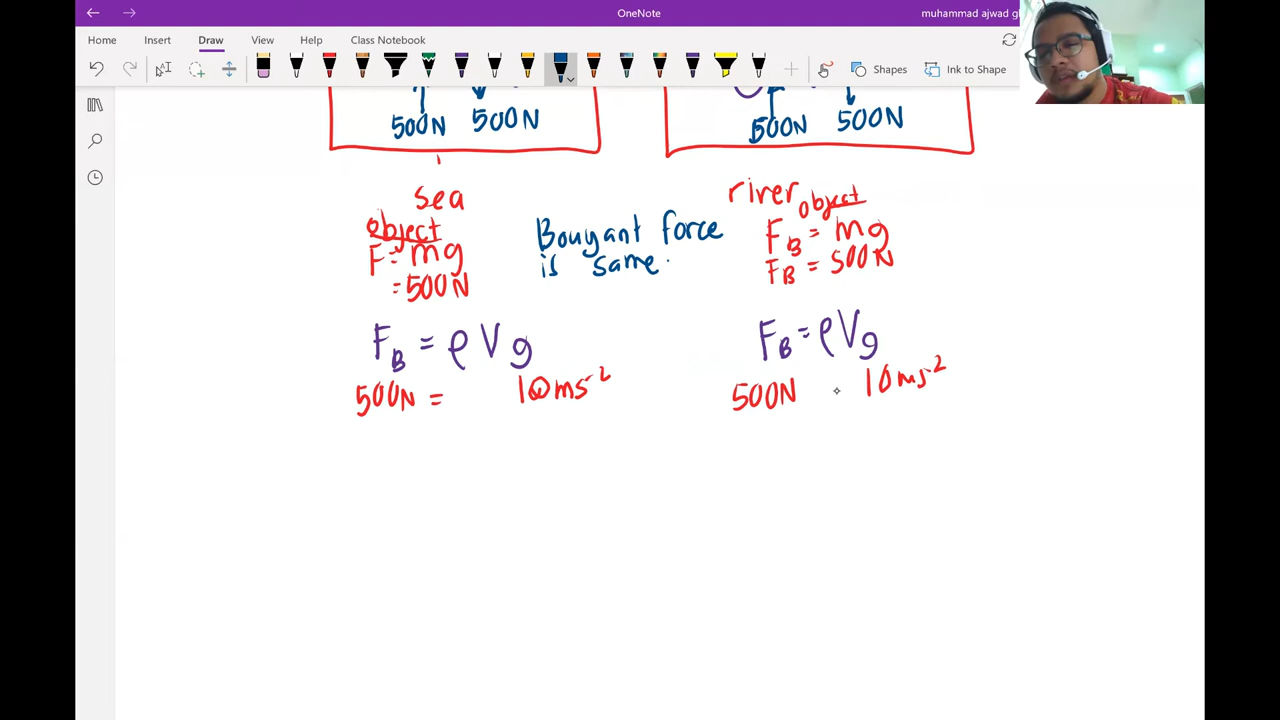 OneNote
muhammad ajwad gh
Home Insert Draw View Help Class Notebook
Shapes Ink to Shape
500N 500N
500N 500N
sea
river
object
F = mg
= 500N
Bouyant force
is same.
object
FB = mg
FB = 500N
FB = ρVg
500N = 10ms-2
FB = ρVg
500N 10ms-2